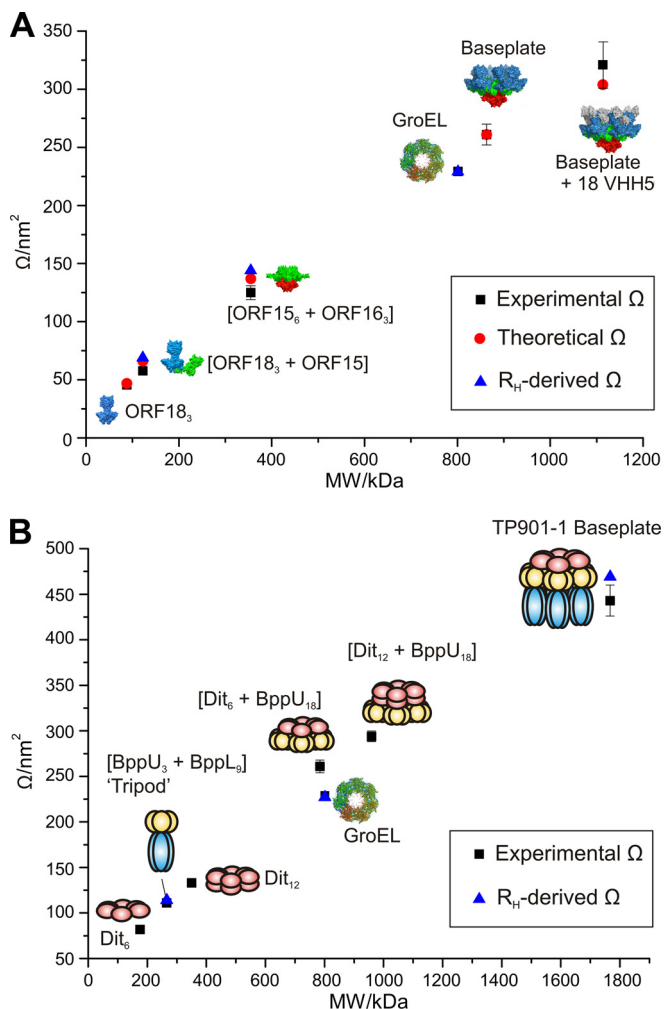 A
350
300
250
200
150
100
50
0
Ω/nm²
0 200 400 600 800 1000 1200
MW/kDa
Baseplate
GroEL
Baseplate
+ 18 VHH5
[ORF15₆ + ORF16₃]
[ORF18₃ + ORF15]
ORF18₃
Experimental Ω
Theoretical Ω
R_H-derived Ω
B
TP901-1 Baseplate
500
450
400
350
300
250
200
150
100
50
Ω/nm²
[Dit₁₂ + BppU₁₈]
[Dit₆ + BppU₁₈]
[BppU₃ + BppL₉]
‘Tripod’
GroEL
Dit₁₂
Dit₆
Experimental Ω
R_H-derived Ω
0 200 400 600 800 1000 1200 1400 1600 1800
MW/kDa